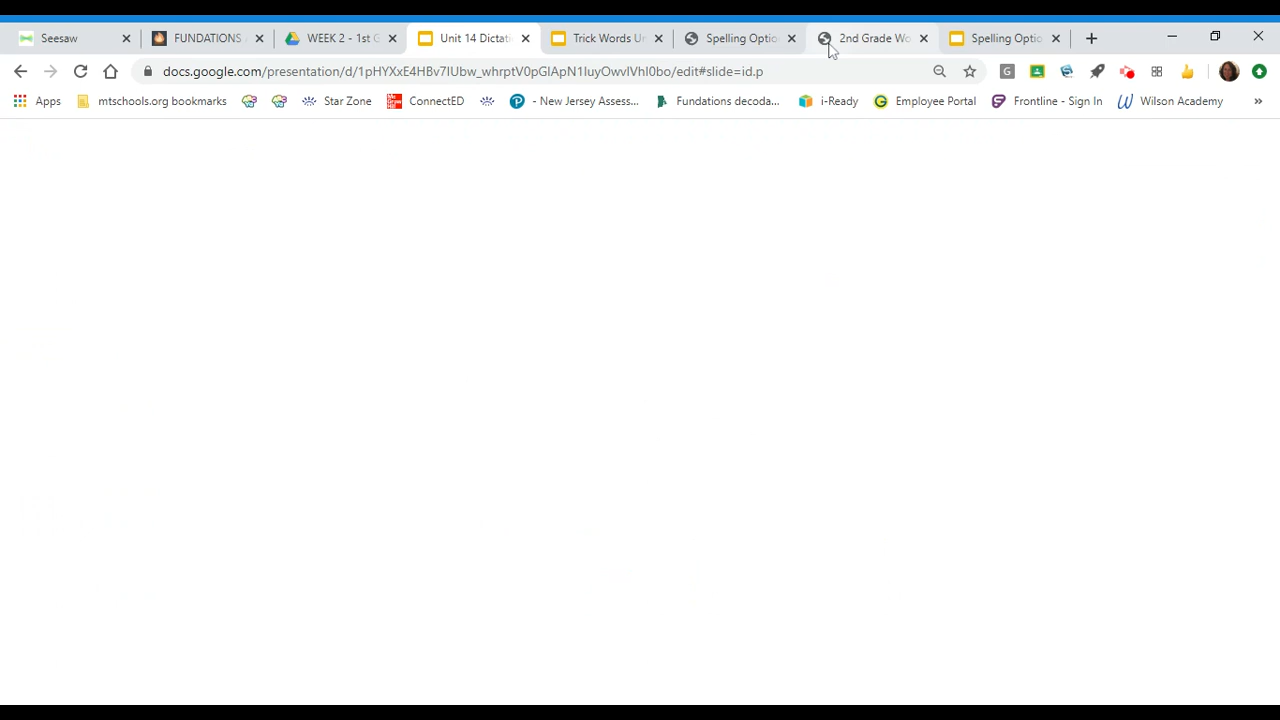 Seesaw FUNDATIONS WEEK 2 - 1st G Unit 14 Dictati Trick Words Un Spelling Optio 2nd Grade Wo Spelling Optio
docs.google.com/presentation/d/1pHYXrE4HBv7IUbw_whrptV0pGlApN1IuyOwvIVhI0bo/edit#slide=id.p
Apps mtschools.org bookmarks Star Zone ConnectED - New Jersey Assess... Fundations decoda... i-Ready Employee Portal Frontline - Sign In Wilson Academy »